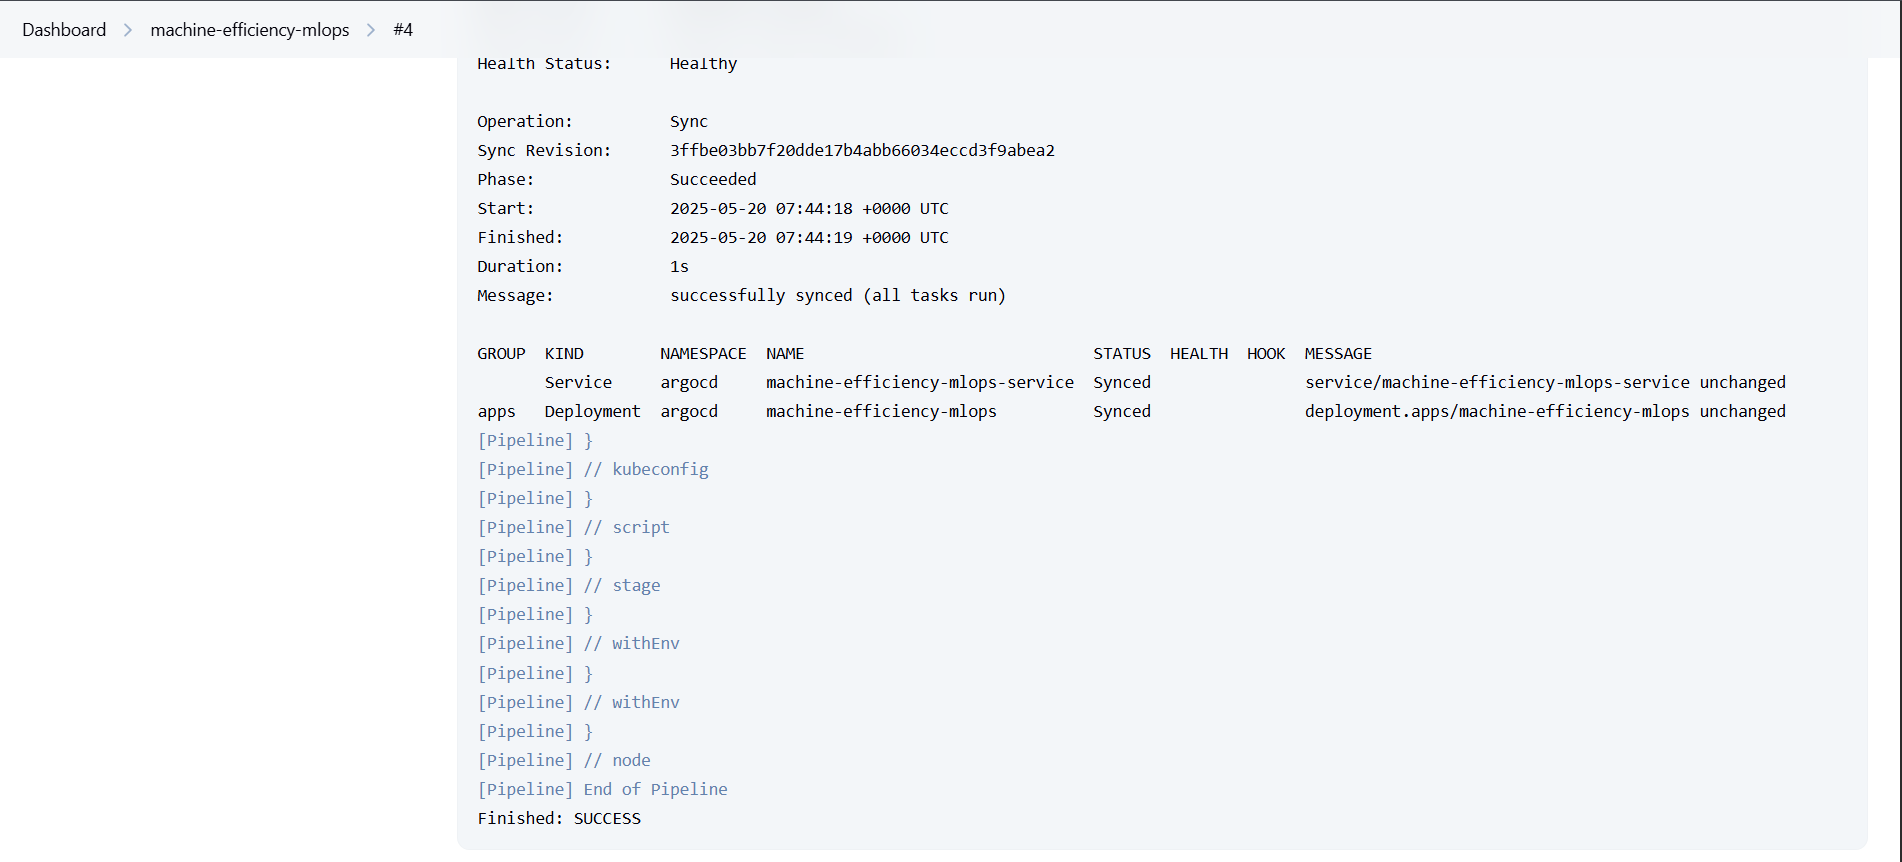 Dashboard > machine-efficiency-mlops > #4
Health Status: Healthy
Operation: Sync
Sync Revision: 3ffbe03bb7f20dde17b4abb66034eccd3f9abea2
Phase: Succeeded
Start: 2025-05-20 07:44:18 +0000 UTC
Finished: 2025-05-20 07:44:19 +0000 UTC
Duration: 1s
Message: successfully synced (all tasks run)
GROUP KIND NAMESPACE NAME STATUS HEALTH HOOK MESSAGE
Service argocd machine-efficiency-mlops-service Synced service/machine-efficiency-mlops-service unchanged
apps Deployment argocd machine-efficiency-mlops Synced deployment.apps/machine-efficiency-mlops unchanged
[Pipeline] }
[Pipeline] // kubeconfig
[Pipeline] }
[Pipeline] // script
[Pipeline] }
[Pipeline] // stage
[Pipeline] }
[Pipeline] // withEnv
[Pipeline] }
[Pipeline] // withEnv
[Pipeline] }
[Pipeline] // node
[Pipeline] End of Pipeline
Finished: SUCCESS